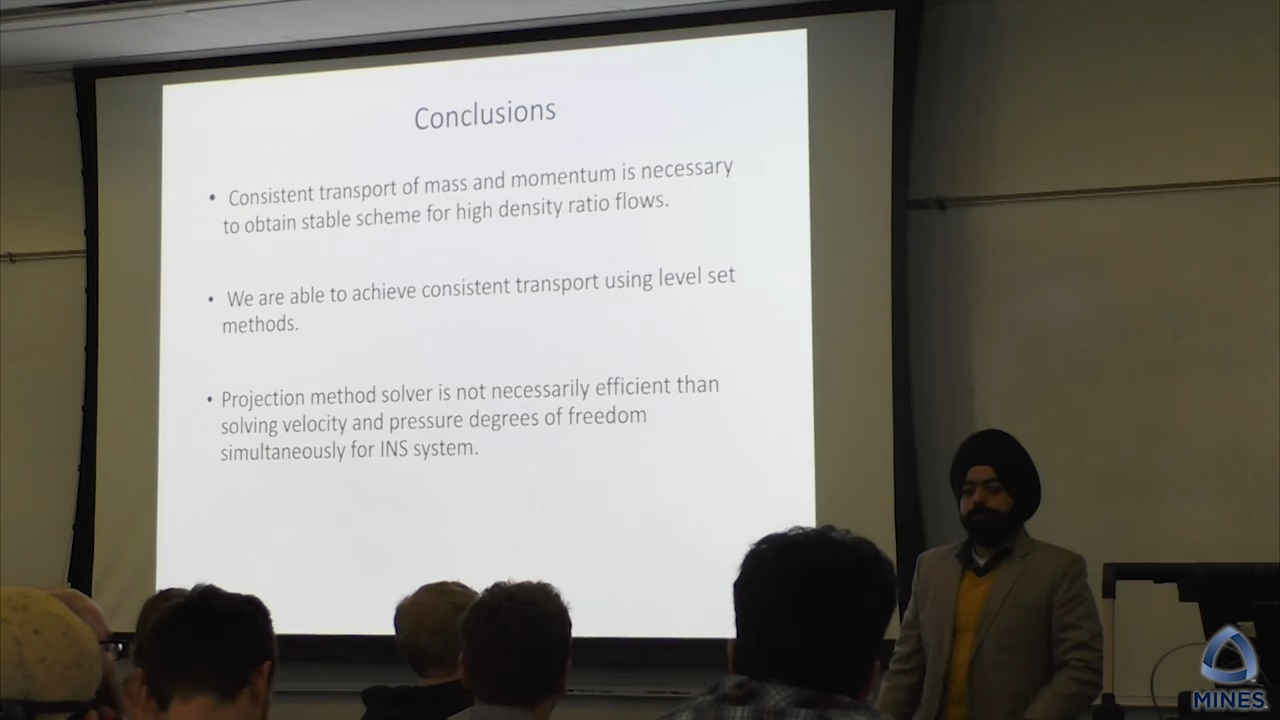 Conclusions
• Consistent transport of mass and momentum is necessary
to obtain stable scheme for high density ratio flows.
• We are able to achieve consistent transport using level set
methods.
• Projection method solver is not necessarily efficient than
solving velocity and pressure degrees of freedom
simultaneously for INS system.
MINES